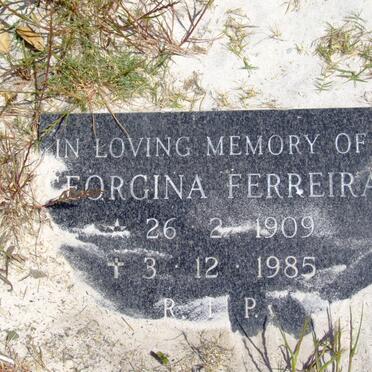 IN LOVING MEMORY OF
EORGINA FERREIRA
26 · 2 · 1909
3 · 12 · 1985
R.I.P.